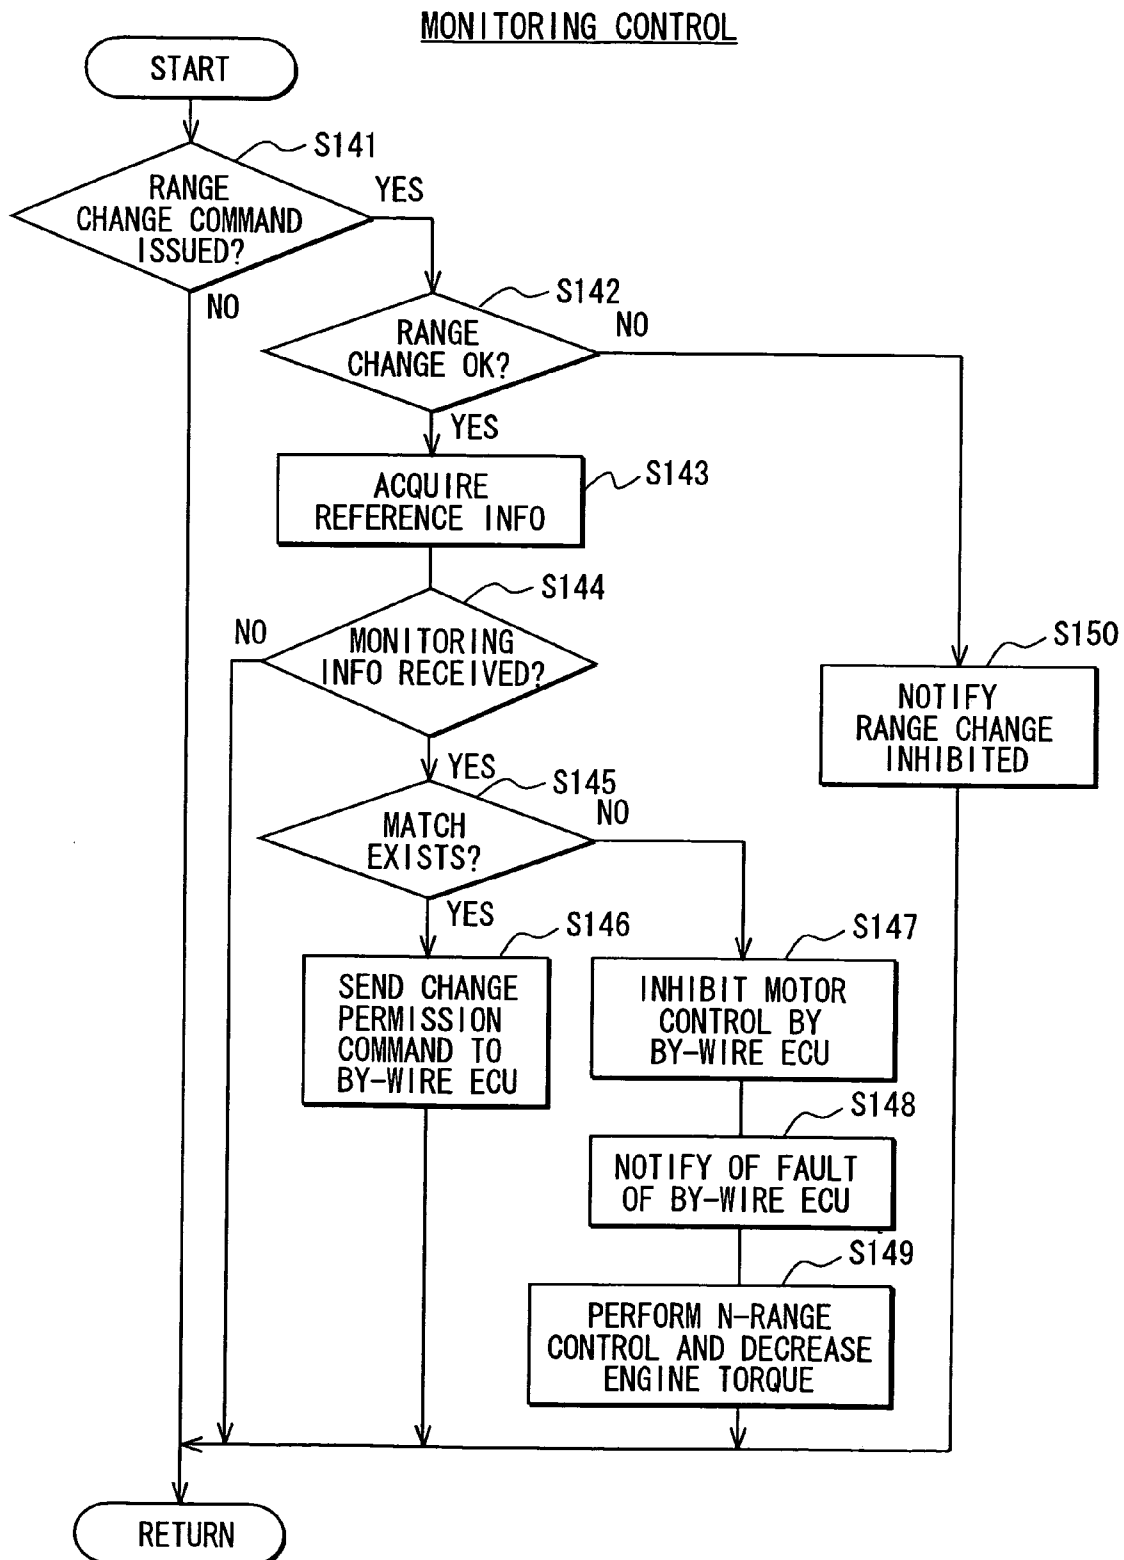 MONITORING CONTROL
START
S141
RANGE
CHANGE COMMAND
ISSUED?
YES
NO
S142
RANGE
CHANGE OK?
NO
YES
S143
ACQUIRE
REFERENCE INFO
S144
NO
MONITORING
INFO RECEIVED?
S150
NOTIFY
RANGE CHANGE
INHIBITED
YES
S145
MATCH
EXISTS?
NO
YES
S146
SEND CHANGE
PERMISSION
COMMAND TO
BY-WIRE ECU
S147
INHIBIT MOTOR
CONTROL BY
BY-WIRE ECU
S148
NOTIFY OF FAULT
OF BY-WIRE ECU
S149
PERFORM N-RANGE
CONTROL AND DECREASE
ENGINE TORQUE
RETURN